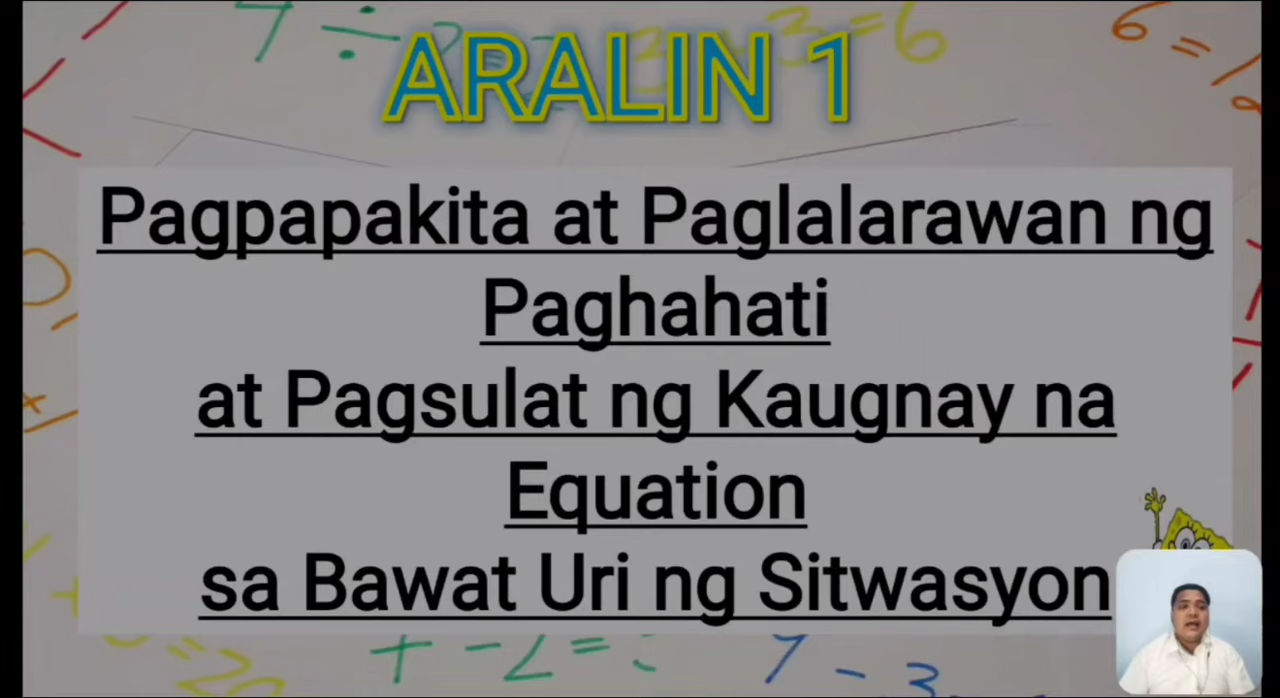 ARALIN 1
Pagpapakita at Paglalarawan ng
Paghahati
at Pagsulat ng Kaugnay na
Equation
sa Bawat Uri ng Sitwasyon